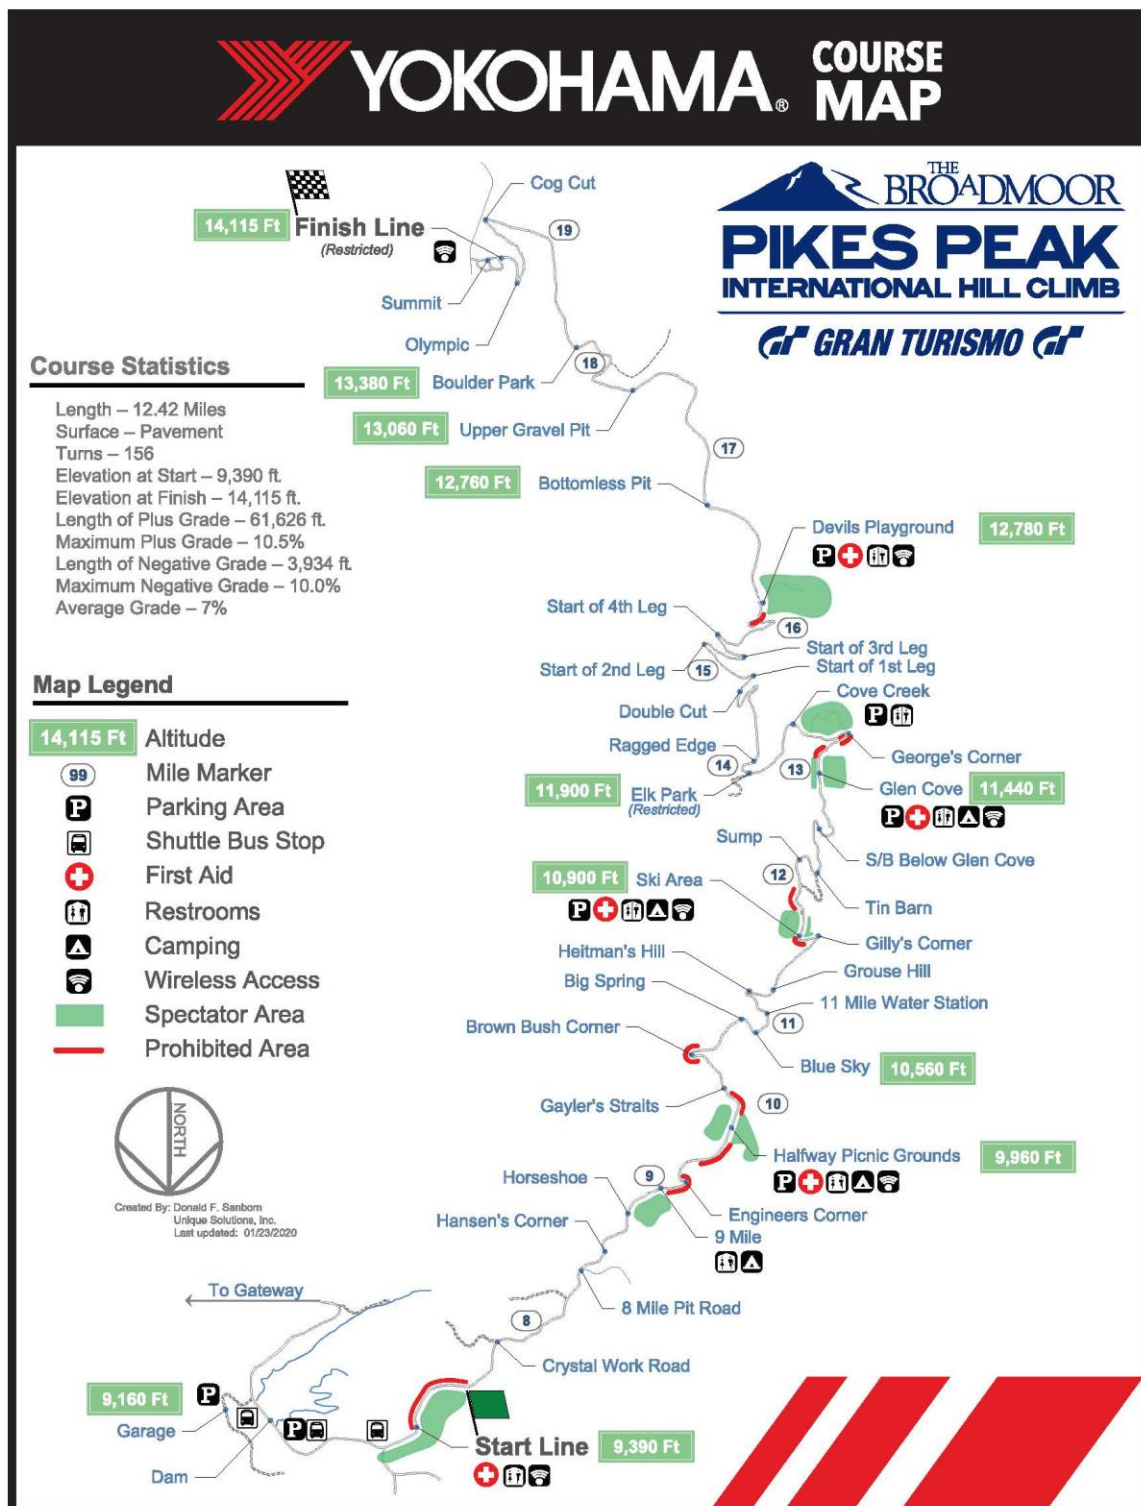 YOKOHAMA®
COURSE
MAP
THE
BROADMOOR
PIKES PEAK
INTERNATIONAL HILL CLIMB
GRAN TURISMO
Cog Cut
14,115 Ft
Finish Line
(Restricted)
19
Summit
Olympic
18
13,380 Ft
Boulder Park
13,060 Ft
Upper Gravel Pit
17
12,760 Ft
Bottomless Pit
Devils Playground
12,780 Ft
P
Course Statistics
Length – 12.42 Miles
Surface – Pavement
Turns – 156
Elevation at Start – 9,390 ft.
Elevation at Finish – 14,115 ft.
Length of Plus Grade – 61,626 ft.
Maximum Plus Grade – 10.5%
Length of Negative Grade – 3,934 ft.
Maximum Negative Grade – 10.0%
Average Grade – 7%
Start of 4th Leg
16
Start of 3rd Leg
Start of 2nd Leg
15
Start of 1st Leg
Double Cut
Cove Creek
P
Ragged Edge
14
13
George's Corner
11,900 Ft
Elk Park
(Restricted)
Glen Cove
11,440 Ft
P
Sump
S/B Below Glen Cove
10,900 Ft
Ski Area
P
12
Tin Barn
Gilly's Corner
Heitman's Hill
Grouse Hill
Big Spring
11 Mile Water Station
11
Brown Bush Corner
Blue Sky
10,560 Ft
Gayler's Straits
10
Halfway Picnic Grounds
9,960 Ft
P
Horseshoe
9
Engineers Corner
Hansen's Corner
9 Mile
8 Mile Pit Road
8
Crystal Work Road
Map Legend
14,115 Ft
Altitude
99
Mile Marker
P
Parking Area
Shuttle Bus Stop
First Aid
Restrooms
Camping
Wireless Access
Spectator Area
Prohibited Area
NORTH
Created By: Donald F. Sanborn
Unique Solutions, Inc.
Last updated: 01/23/2020
To Gateway
9,160 Ft
P
Garage
P
Dam
Start Line
9,390 Ft